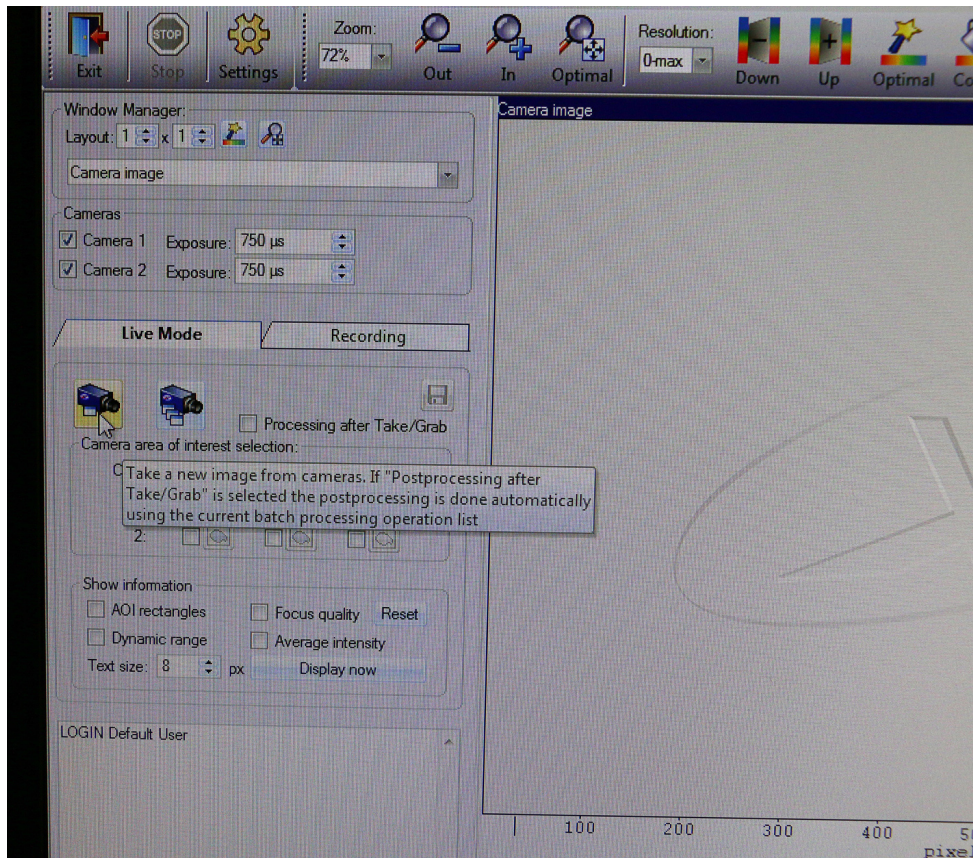 Zoom:
72%
Resolution:
0-max
STOP
Exit
Stop
Settings
Out
In
Optimal
Down
Up
Optimal
Window Manager:
Layout: 1 x 1
Camera image
Camera image
Cameras
Camera 1 Exposure: 750 µs
Camera 2 Exposure: 750 µs
Live Mode
Recording
Processing after Take/Grab
Camera area of interest selection:
Take a new image from cameras. If "Postprocessing after
Take/Grab" is selected the postprocessing is done automatically
using the current batch processing operation list
2:
Show information
AOI rectangles
Focus quality
Reset
Dynamic range
Average intensity
Text size: 8 px
Display now
LOGIN Default User
100 200 300 400